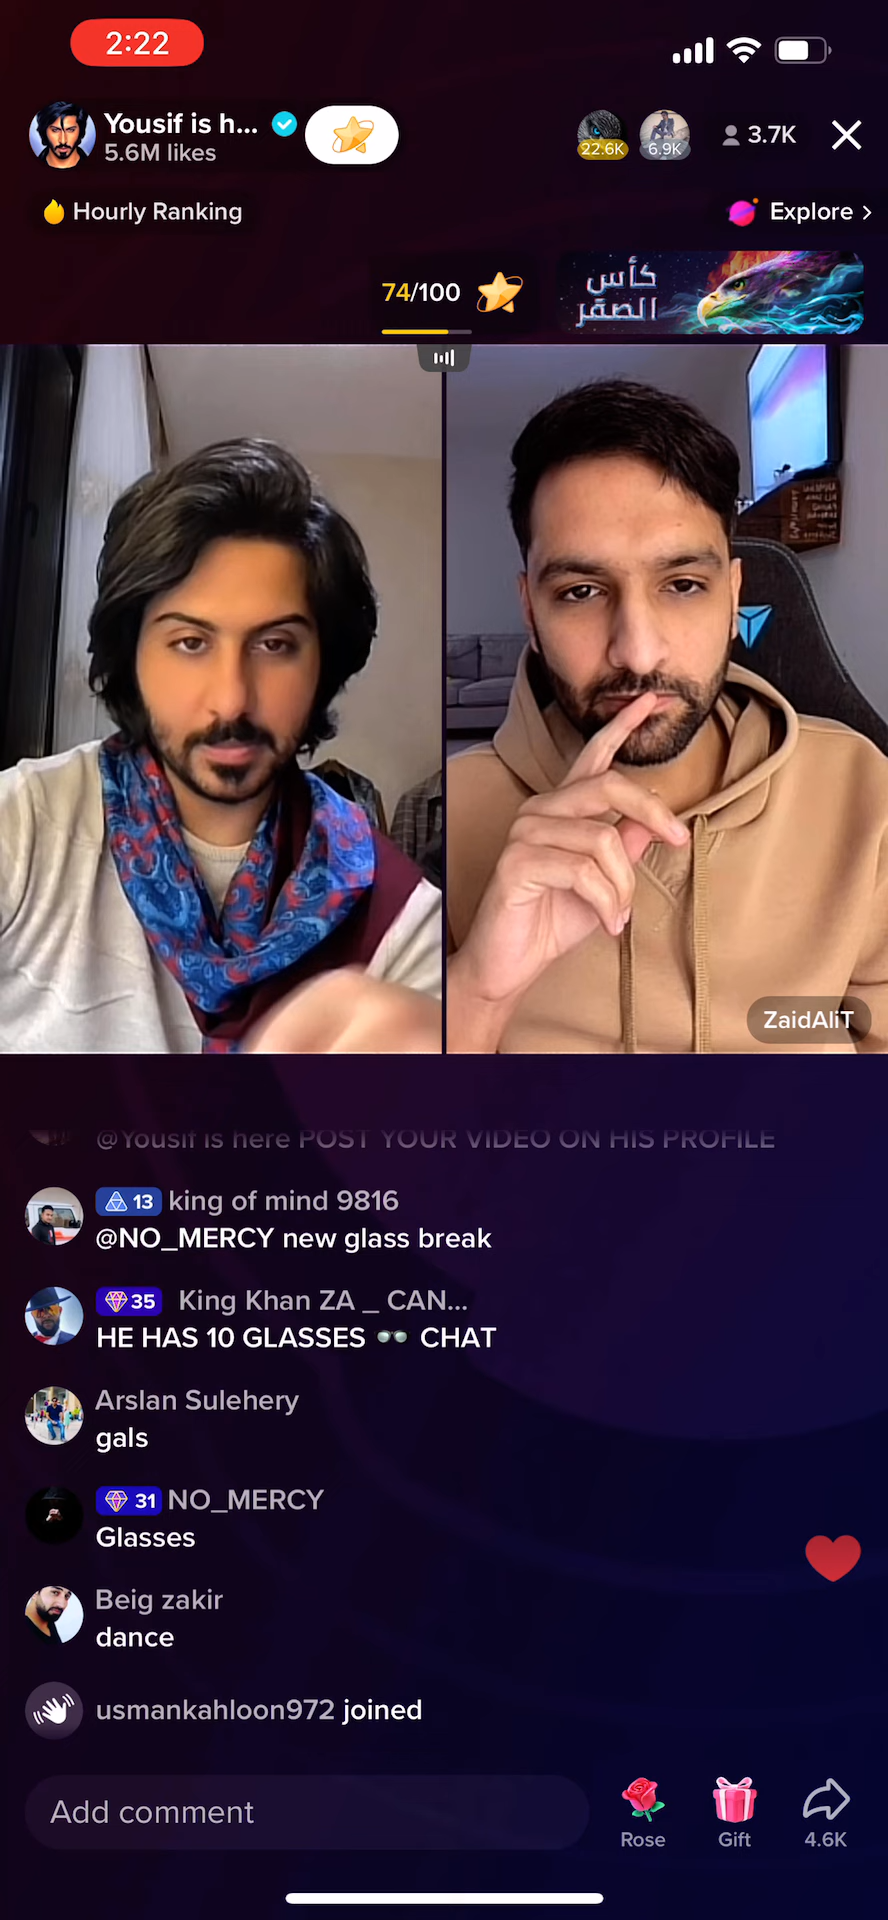 2:22
Yousif is h...
5.6M likes
22.6K
6.9K
3.7K
Hourly Ranking
Explore >
74/100
كأس
الصقر
ZaidAliT
@Yousif is here POST YOUR VIDEO ON HIS PROFILE
13 king of mind 9816
@NO_MERCY new glass break
35 King Khan ZA _ CAN...
HE HAS 10 GLASSES 👓 CHAT
Arslan Sulehery
gals
31 NO_MERCY
Glasses
Beig zakir
dance
usmankahloon972 joined
Add comment
Rose
Gift
4.6K